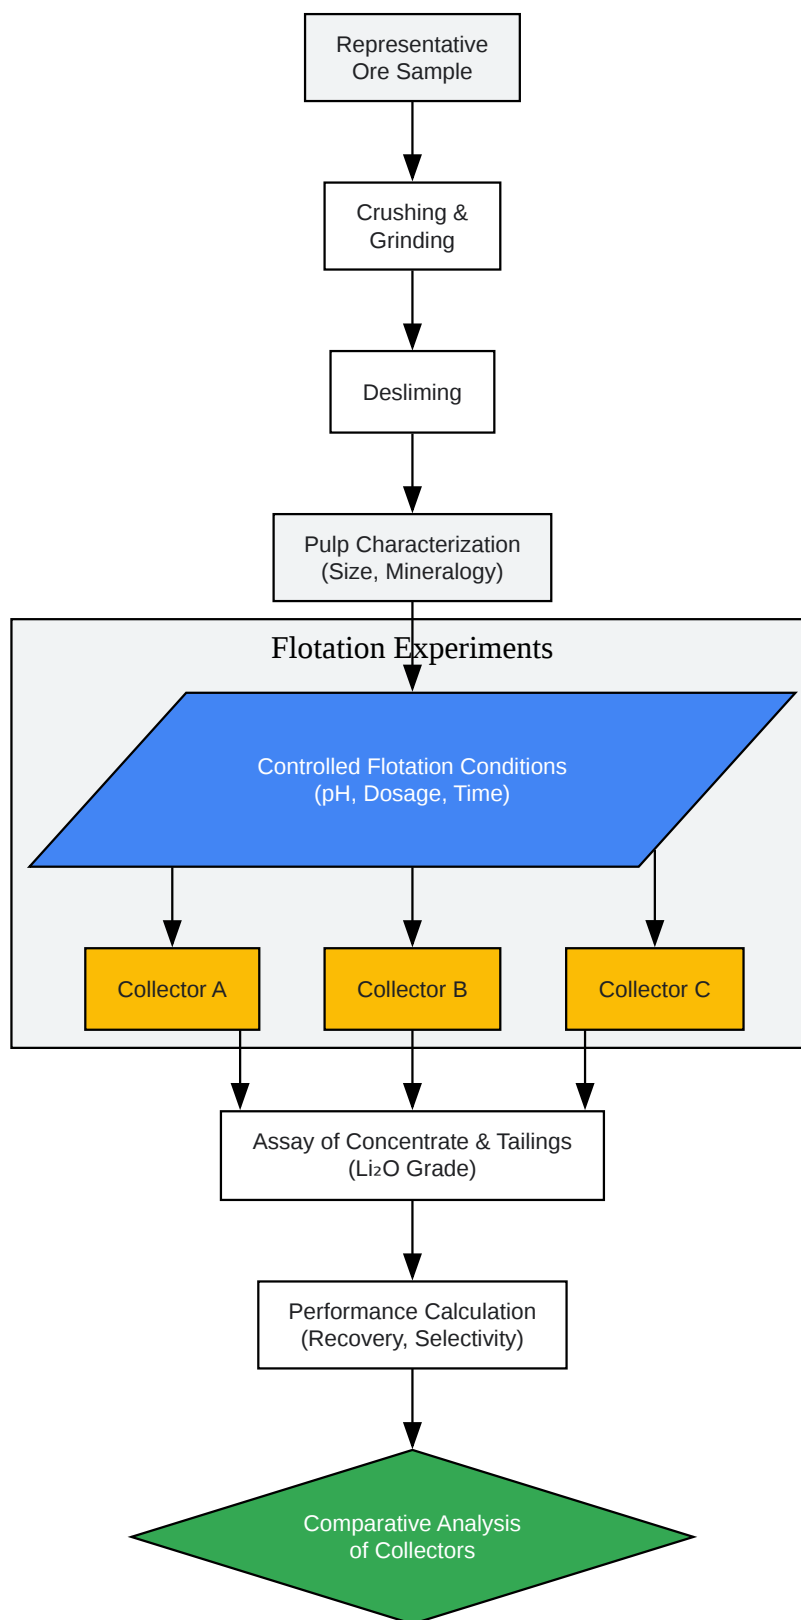 Representative
Ore Sample
Crushing &
Grinding
Desliming
Pulp Characterization
(Size, Mineralogy)
Flotation Experiments
Controlled Flotation Conditions
(pH, Dosage, Time)
Collector A
Collector B
Collector C
Assay of Concentrate & Tailings
(Li₂O Grade)
Performance Calculation
(Recovery, Selectivity)
Comparative Analysis
of Collectors